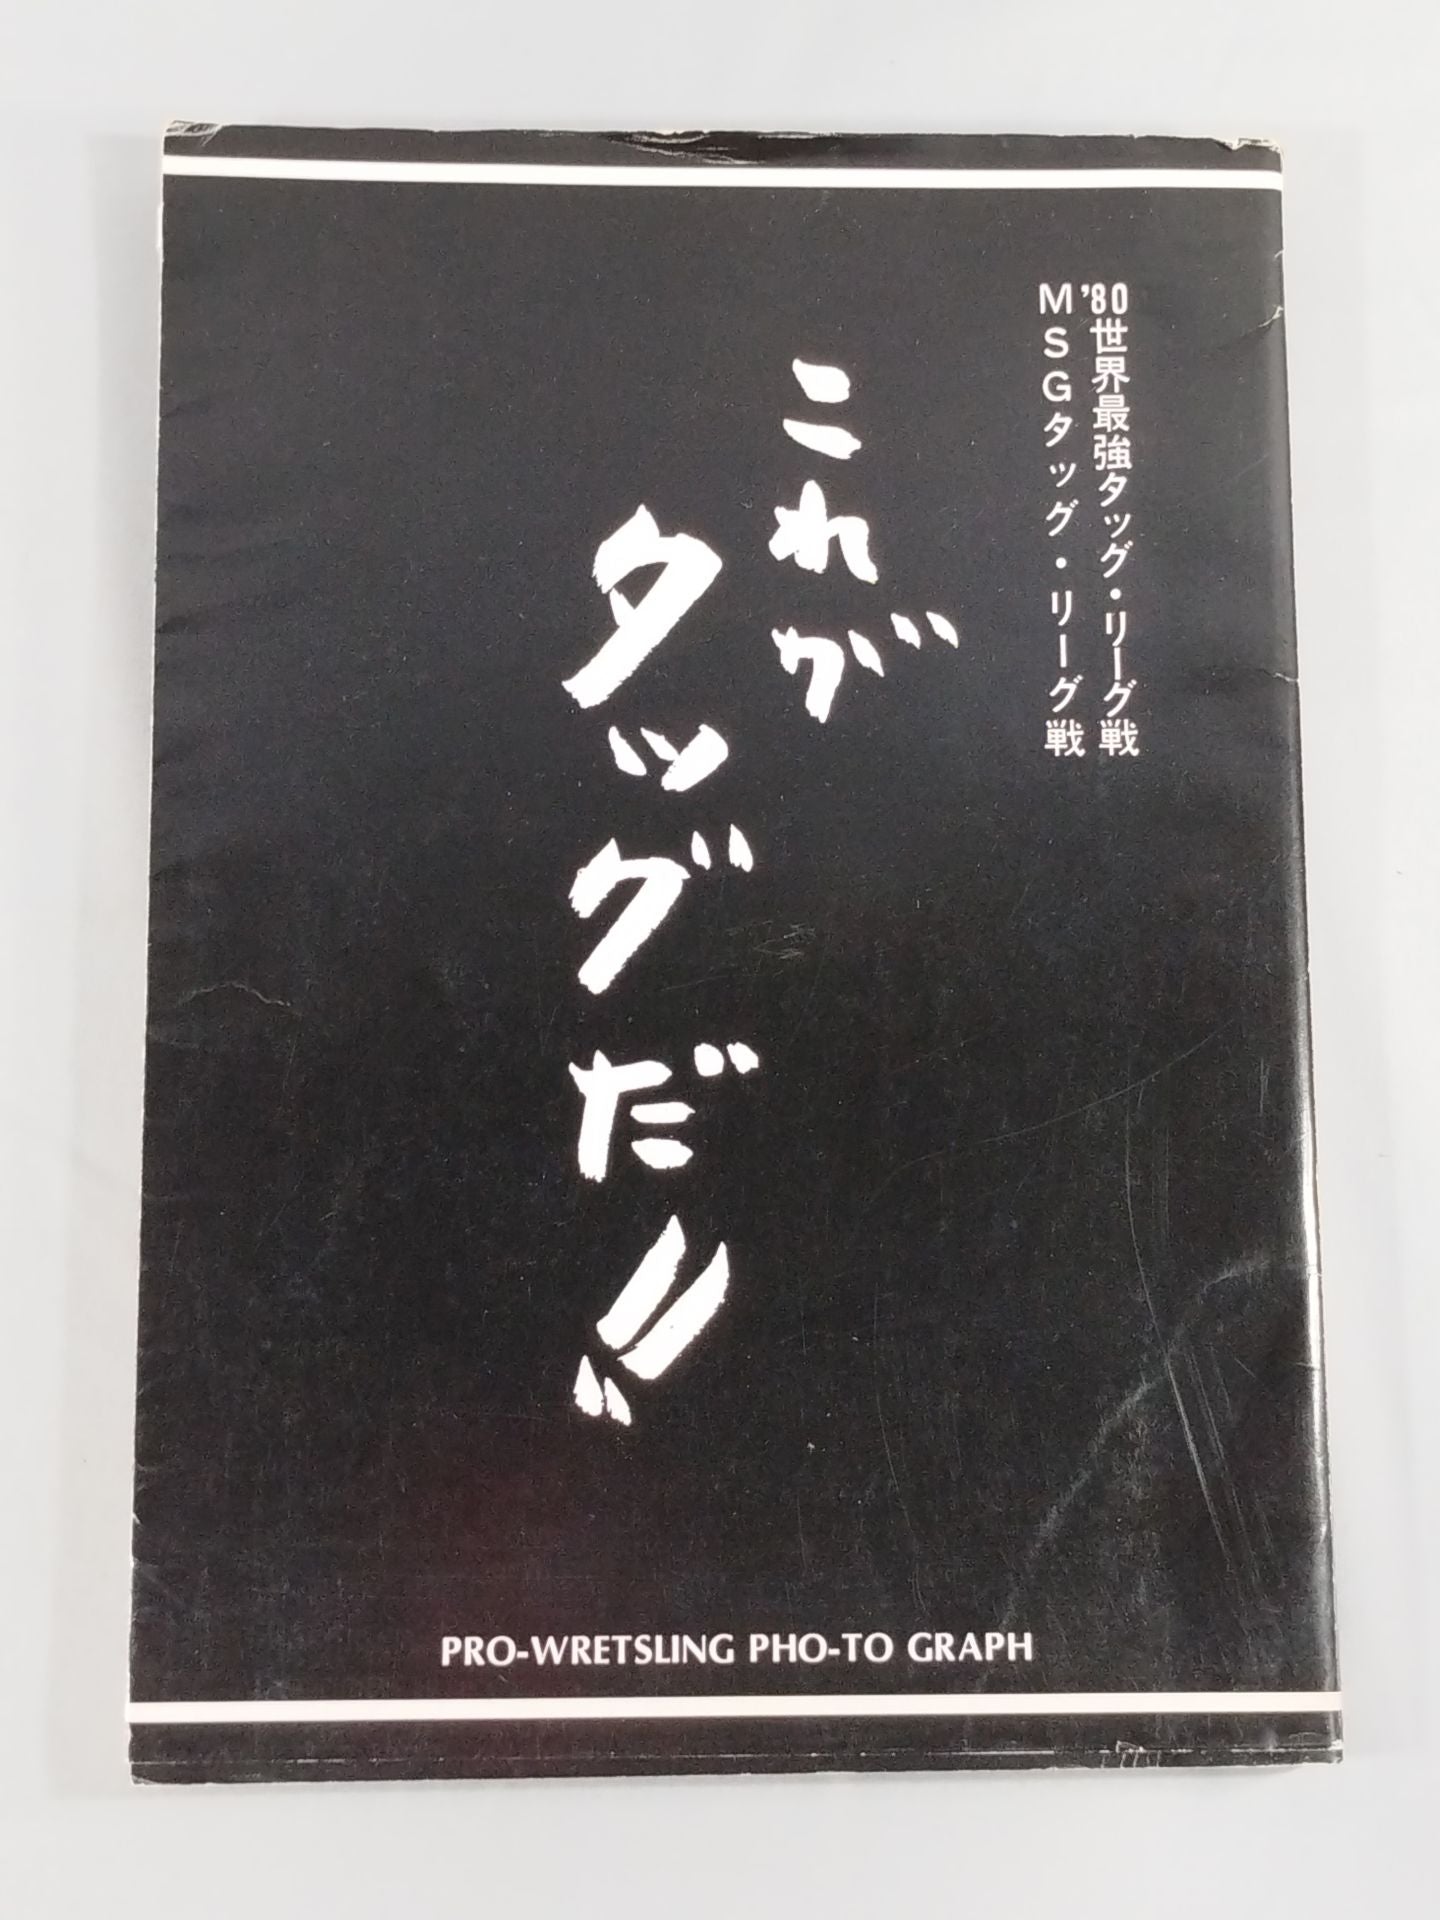 '80世界最強タッグ・リーグ戦
MSGタッグ・リーグ戦
これが
タッグだ!!
PRO-WRETSLING PHO-TO GRAPH